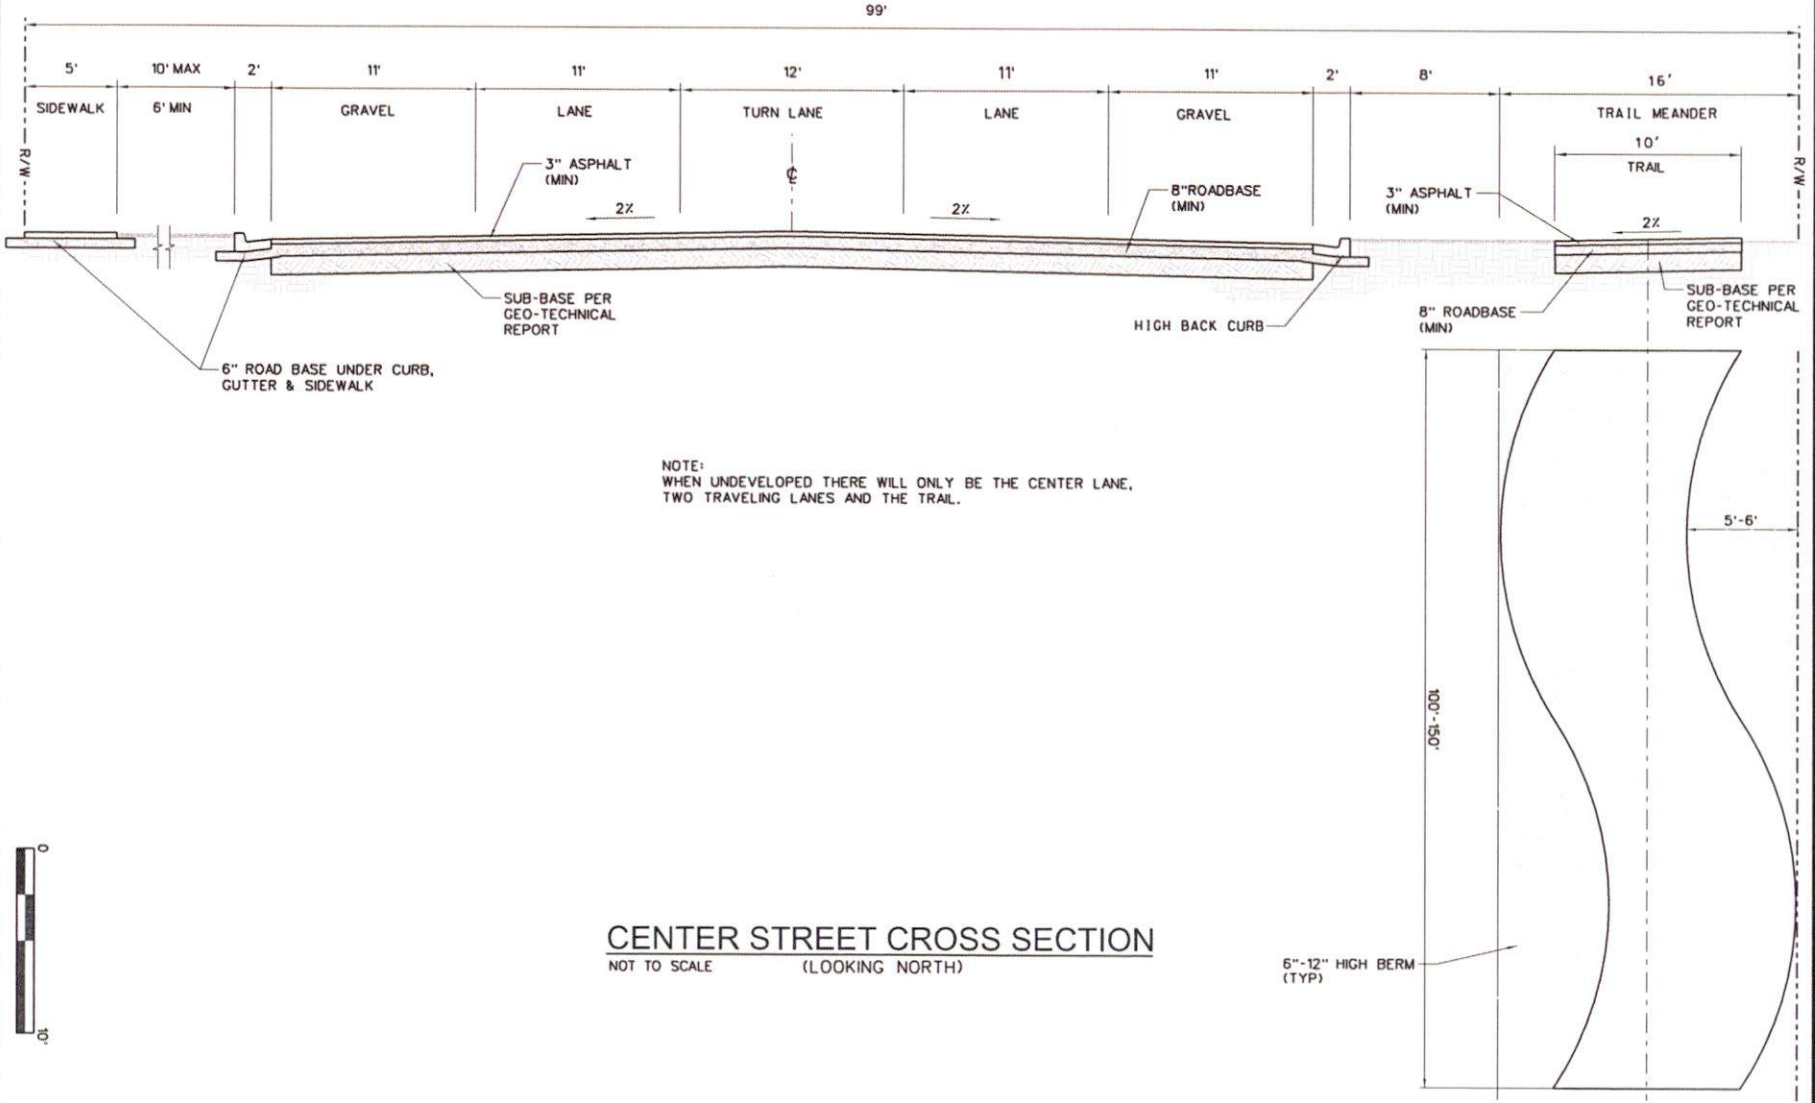 99'
5' 10' MAX 2' 11' 11' 12' 11' 11' 2' 8' 16'
SIDEWALK 6' MIN GRAVEL LANE TURN LANE LANE GRAVEL TRAIL MEANDER
10'
TRAIL
R/W
R/W
3" ASPHALT
(MIN)
℄
8"ROADBASE
(MIN)
3" ASPHALT
(MIN)
2%
2%
2%
SUB-BASE PER
GEO-TECHNICAL
REPORT
HIGH BACK CURB
8" ROADBASE
(MIN)
SUB-BASE PER
GEO-TECHNICAL
REPORT
6" ROAD BASE UNDER CURB,
GUTTER & SIDEWALK
NOTE:
WHEN UNDEVELOPED THERE WILL ONLY BE THE CENTER LANE,
TWO TRAVELING LANES AND THE TRAIL.
5'-6'
100'-150'
0
10'
CENTER STREET CROSS SECTION
NOT TO SCALE (LOOKING NORTH)
6"-12" HIGH BERM
(TYP)